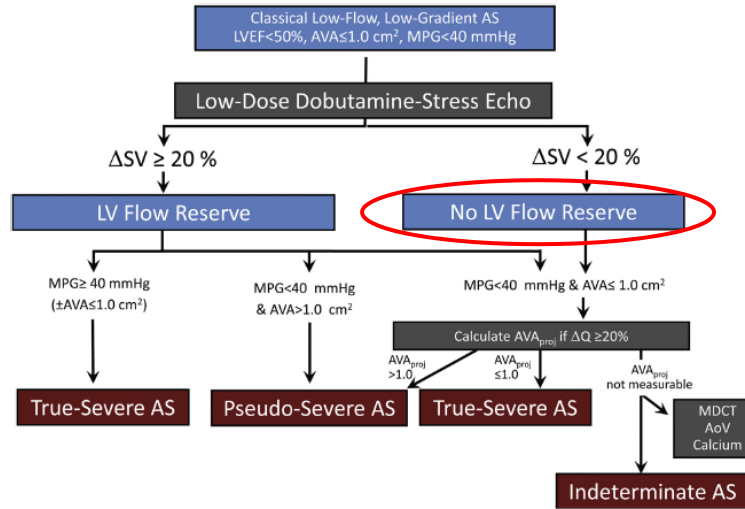 Classical Low-Flow, Low-Gradient AS
LVEF<50%, AVA≤1.0 cm², MPG<40 mmHg
Low-Dose Dobutamine-Stress Echo
ΔSV ≥ 20 %
ΔSV < 20 %
LV Flow Reserve
No LV Flow Reserve
MPG≥ 40 mmHg
(±AVA≤1.0 cm²)
MPG<40 mmHg
& AVA>1.0 cm²
MPG<40 mmHg & AVA≤ 1.0 cm²
Calculate AVAproj if ΔQ ≥20%
AVAproj
>1.0
AVAproj
≤1.0
AVAproj
not measurable
True-Severe AS
Pseudo-Severe AS
True-Severe AS
MDCT
AoV
Calcium
Indeterminate AS